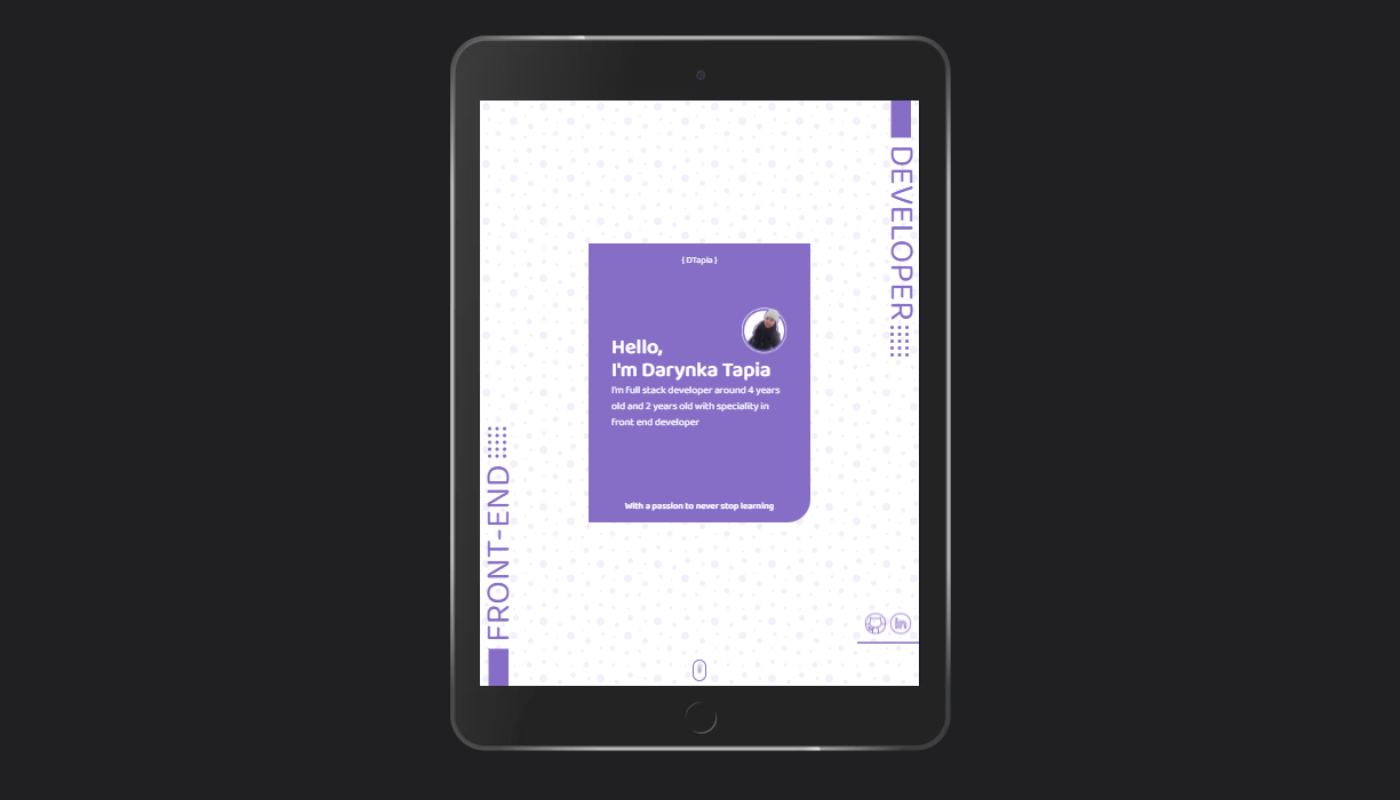 DEVELOPER
{ DTapia }
Hello,
I'm Darynka Tapia
I'm full stack developer around 4 years
old and 2 years old with speciality in
front end developer
With a passion to never stop learning
FRONT-END
in